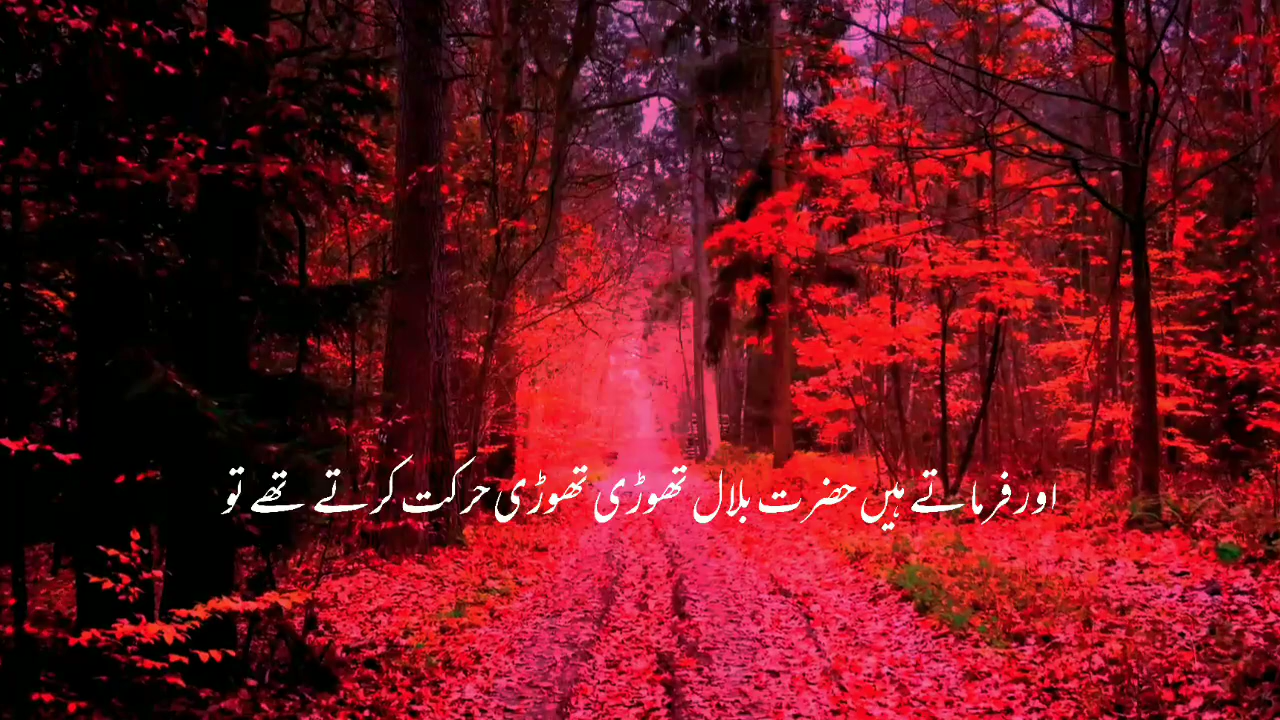 اور فرماتے ہیں حضرت بلال تھوڑی تھوڑی حرکت کرتے تھے تو